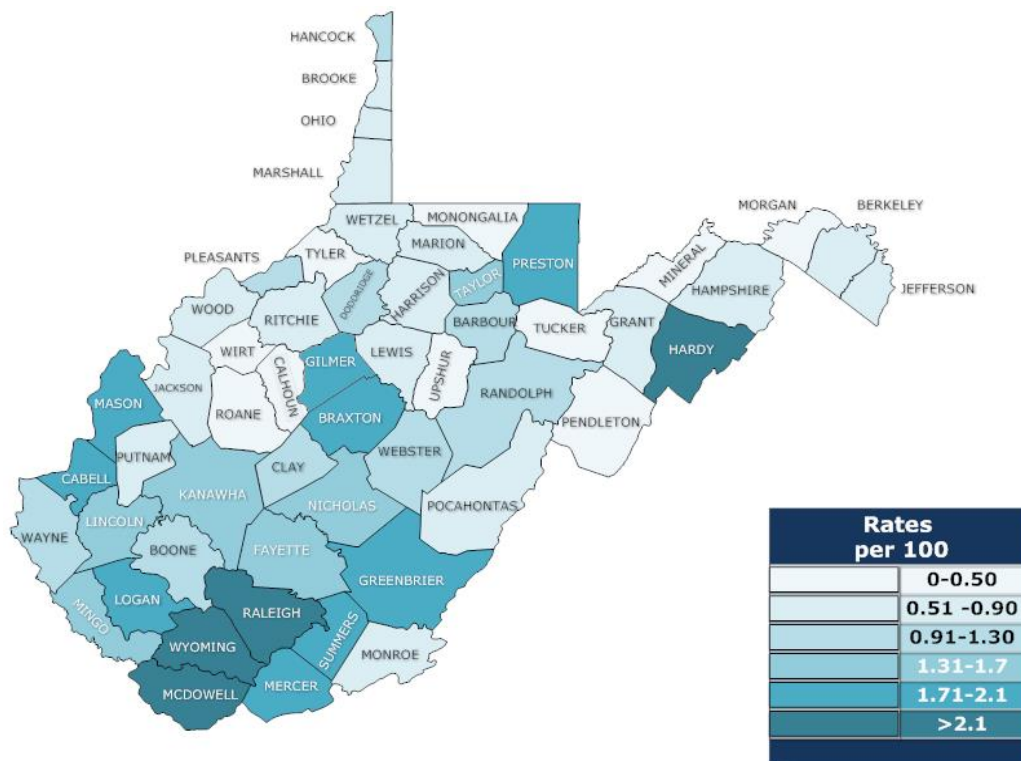 HANCOCK
BROOKE
OHIO
MARSHALL
WETZEL
MONONGALIA
MORGAN
BERKELEY
TYLER
MARION
PRESTON
MINERAL
PLEASANTS
DODDRIDGE
HARRISON
TAYLOR
HAMPSHIRE
JEFFERSON
WOOD
RITCHIE
BARBOUR
TUCKER
GRANT
HARDY
WIRT
CALHOUN
GILMER
LEWIS
UPSHUR
JACKSON
MASON
ROANE
BRAXTON
RANDOLPH
PENDLETON
PUTNAM
CABELL
KANAWHA
CLAY
WEBSTER
NICHOLAS
POCAHONTAS
LINCOLN
WAYNE
BOONE
FAYETTE
GREENBRIER
MINGO
LOGAN
RALEIGH
SUMMERS
WYOMING
MONROE
MCDOWELL
MERCER
Rates
per 100
0-0.50
0.51 -0.90
0.91-1.30
1.31-1.7
1.71-2.1
>2.1